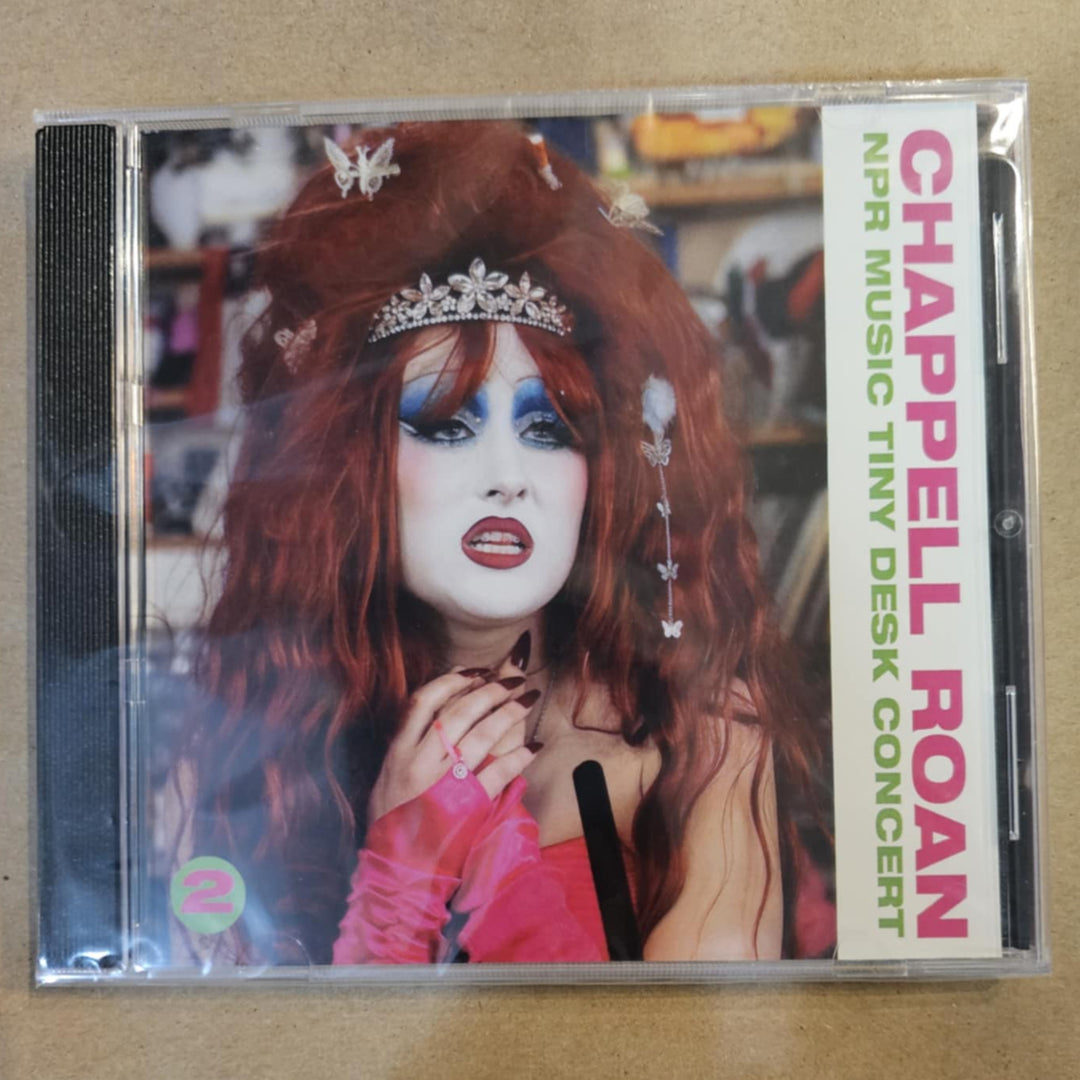 CHAPPELL ROAN
NPR MUSIC TINY DESK CONCERT
2